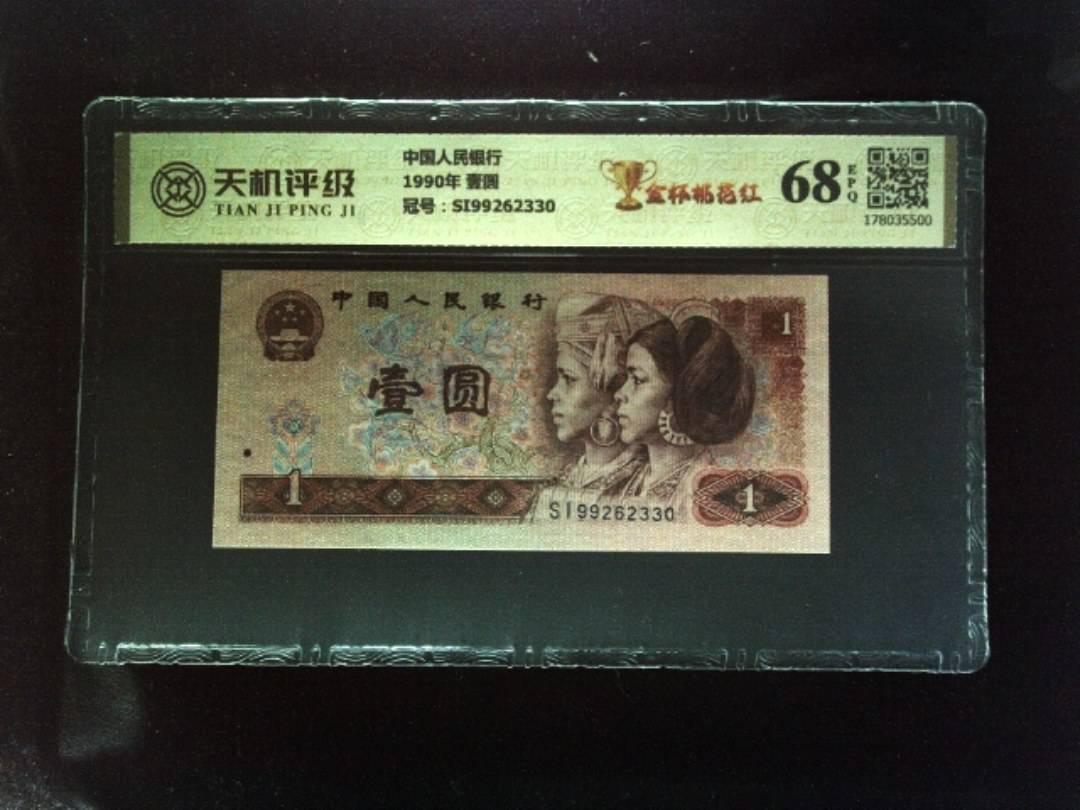 天机评级
TIAN JI PING JI
中国人民银行
1990年 壹圆
冠号：SI99262330
金杯桃花红
68
EPQ
178035500
中国人民银行
壹圆
1
1
SI99262330
1